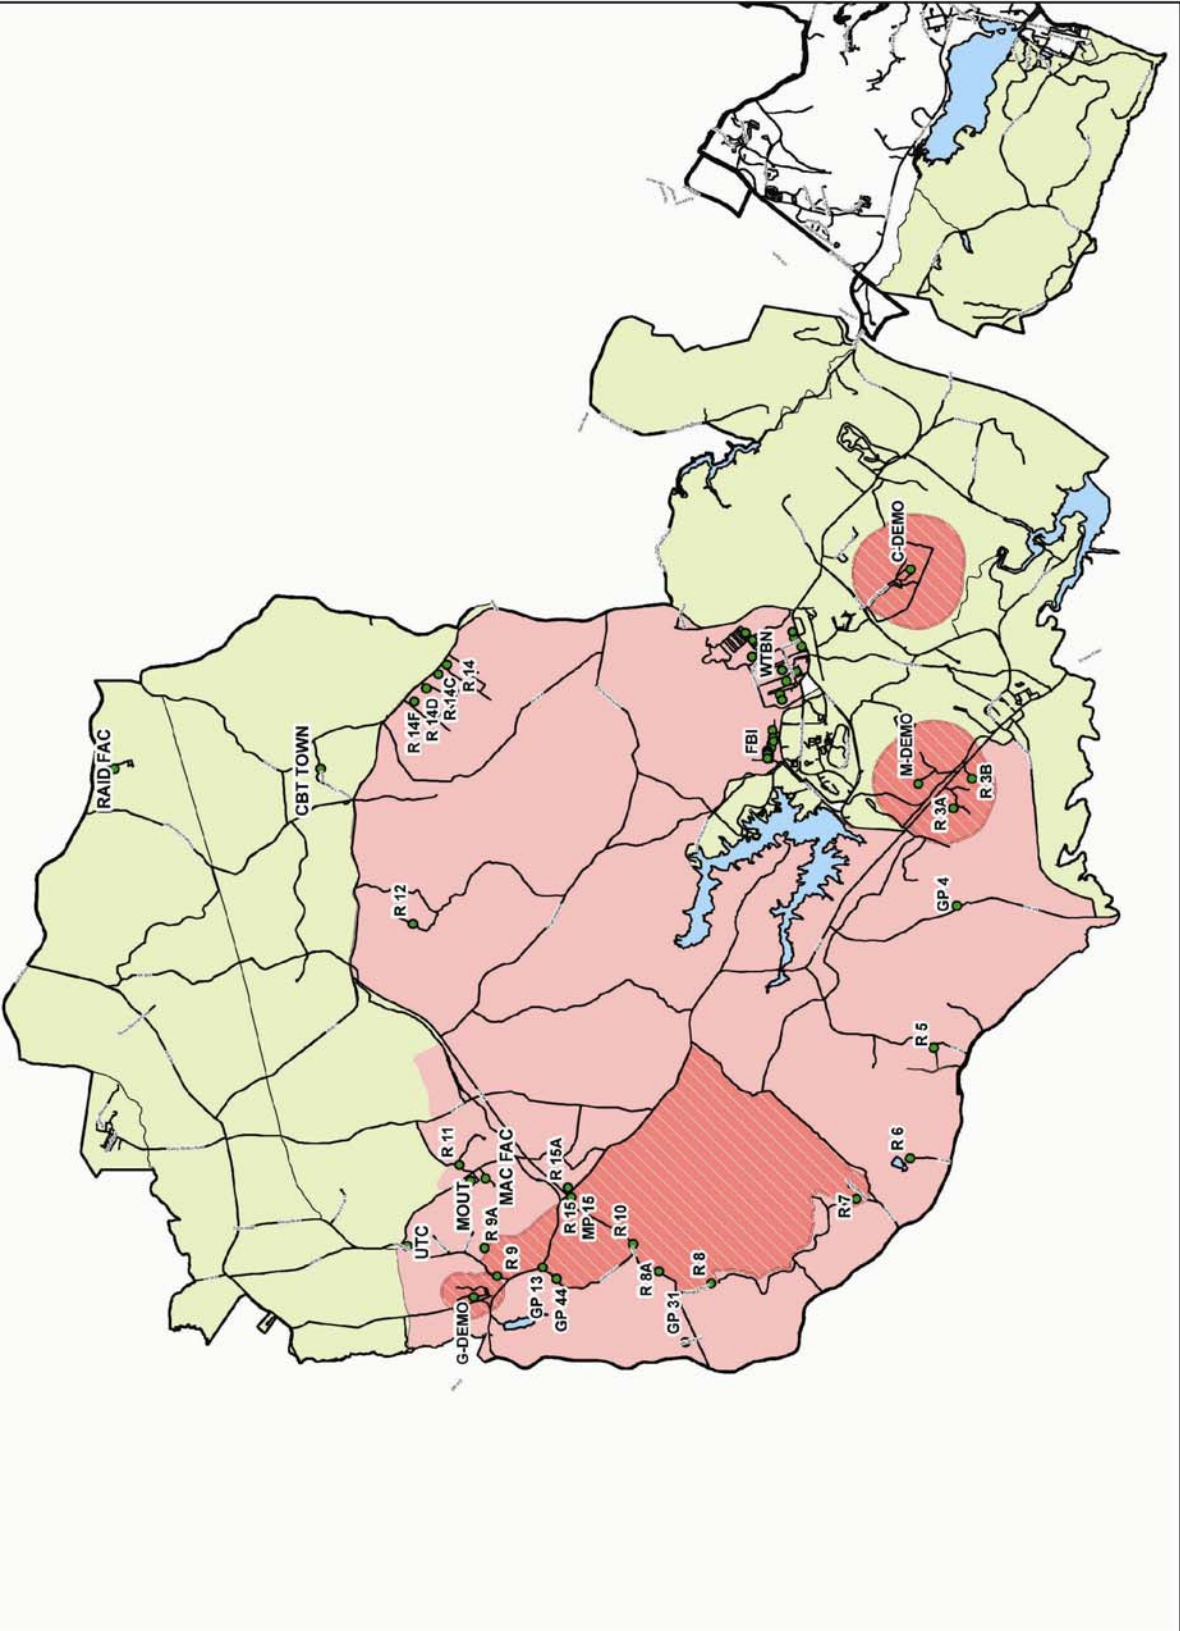 RAID FAC
CBT TOWN
R 14F
R 14D
R 14C
R 14
R 12
WTBN
FBI
C-DEMO
M-DEMO
R 3A
R 3B
GP 4
R 5
R 6
R 7
R 11
MOUT
MAC FAC
UTC
R 9A
R 9
R 15A
R 15
MP 15
R 10
GP 13
GP 44
G-DEMO
R 8A
R 8
GP 31